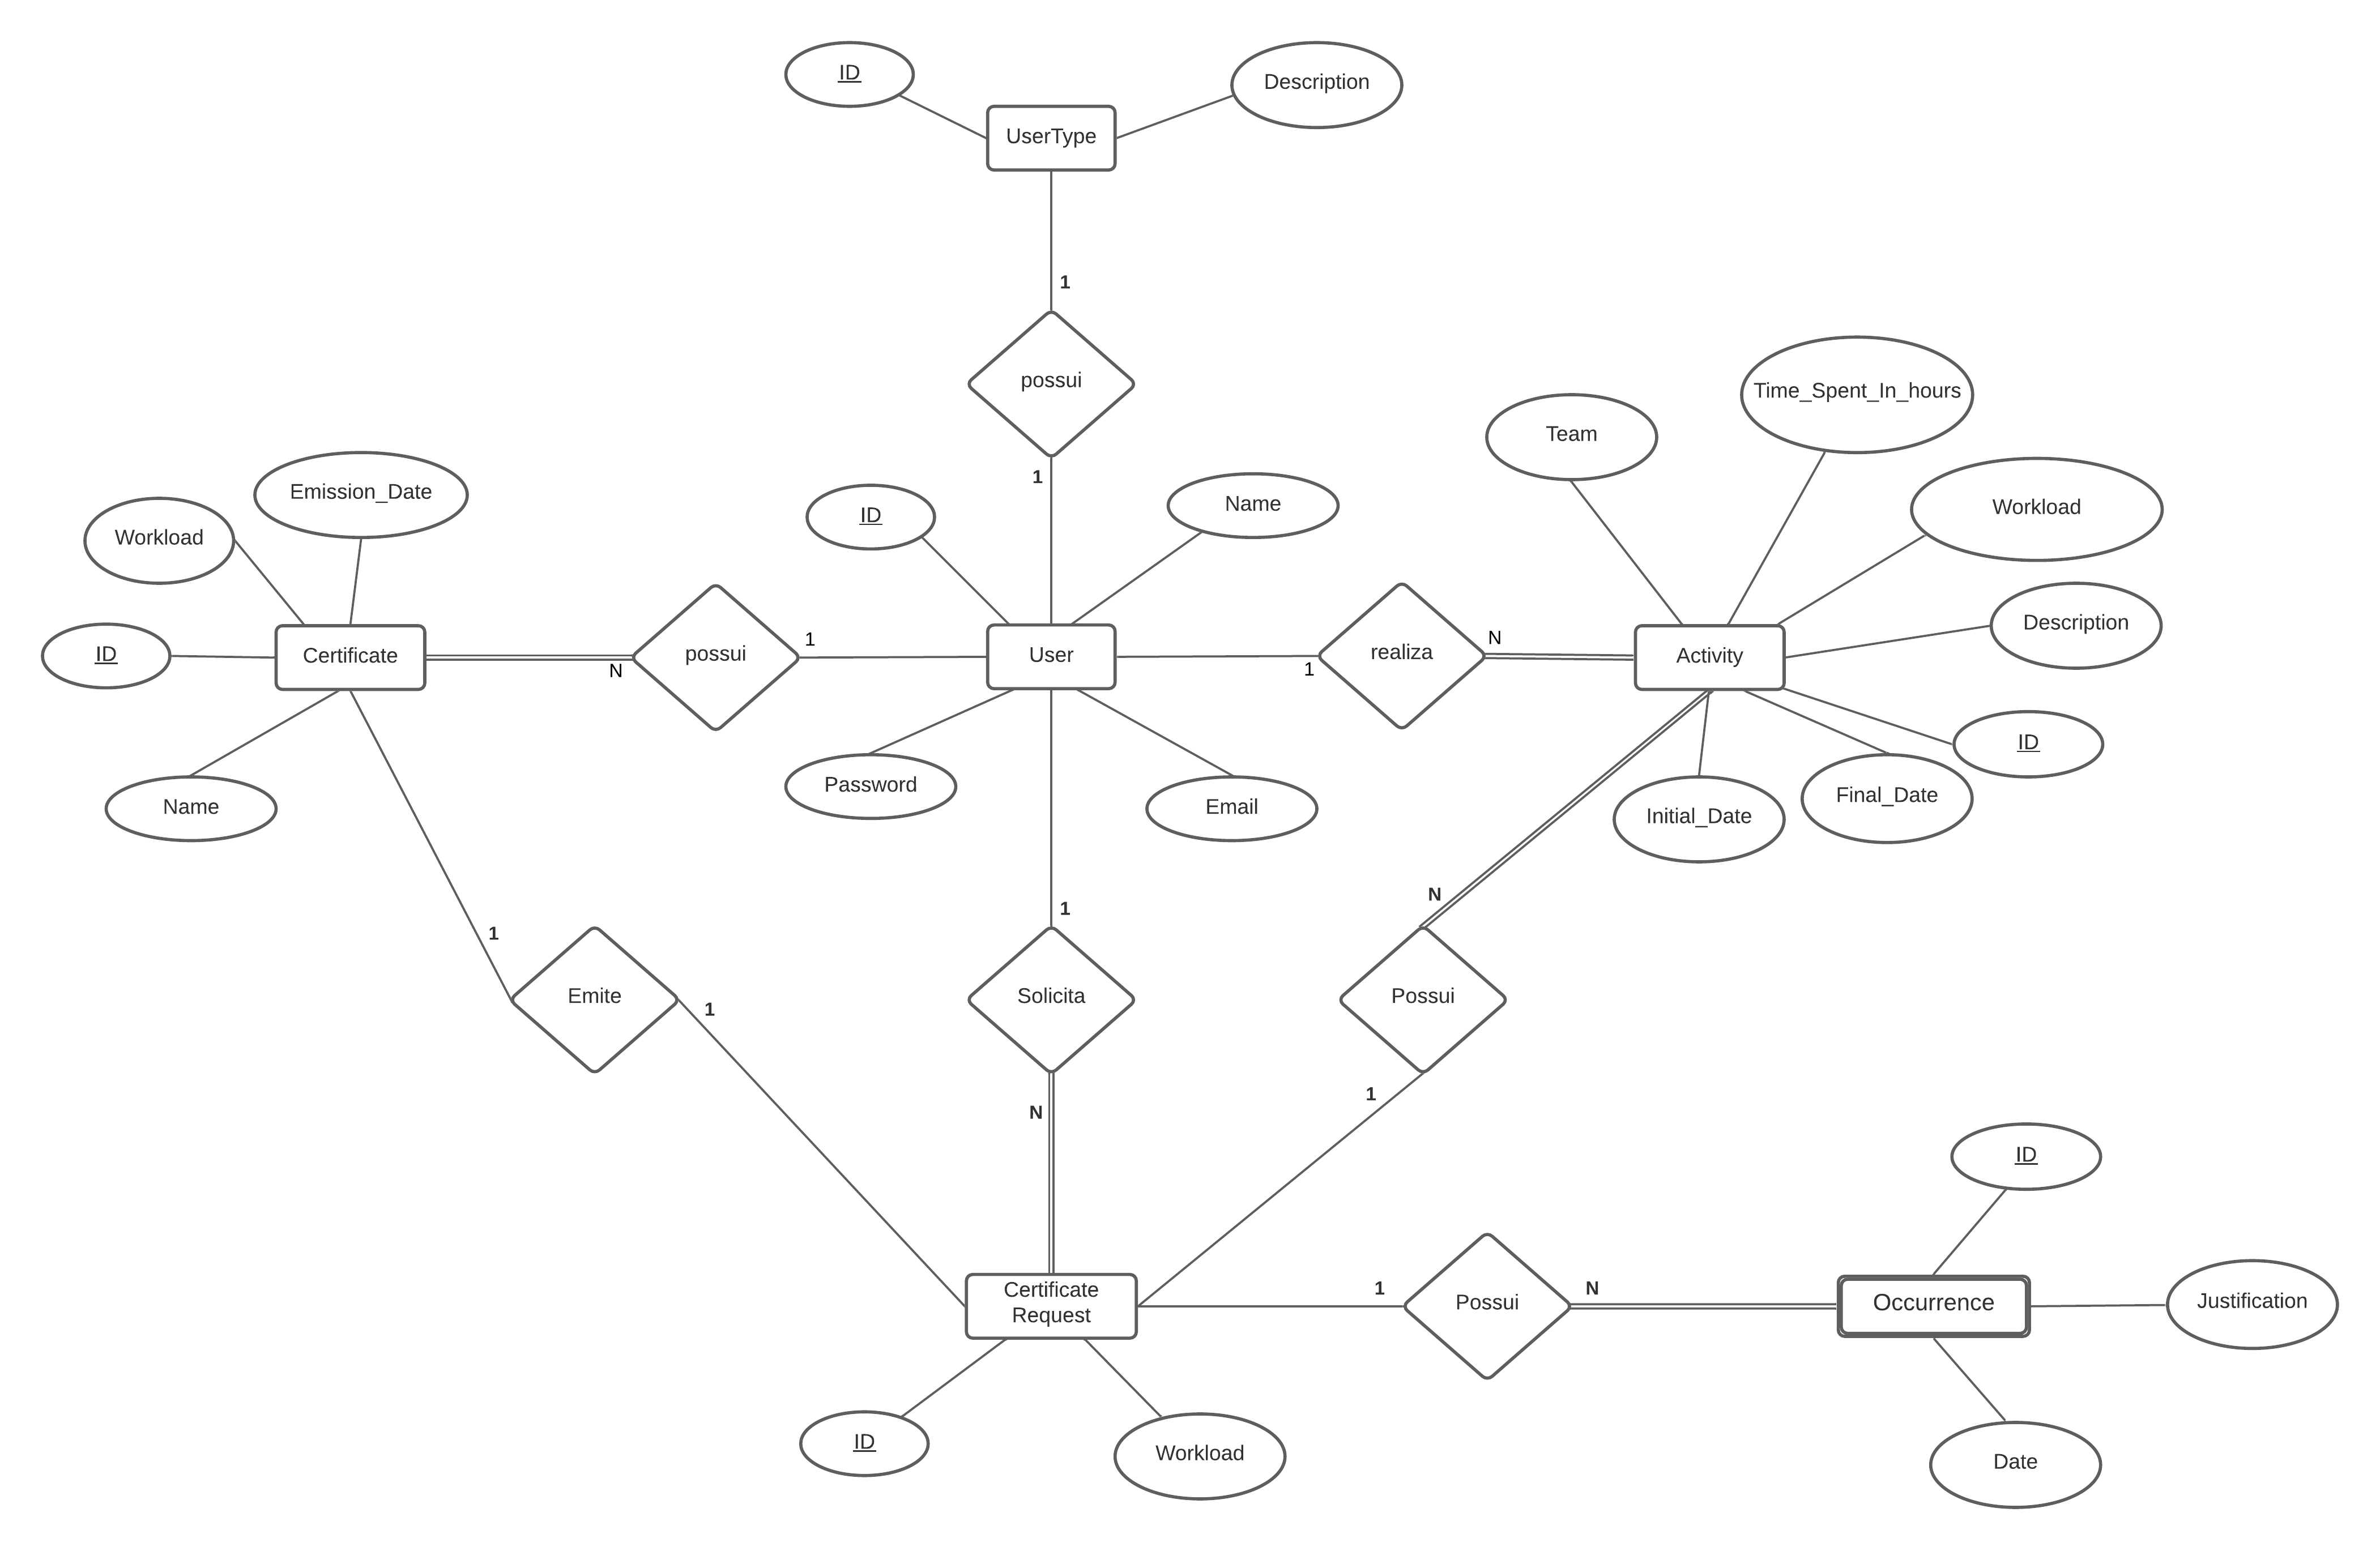 ID
Description
UserType
1
possui
1
Time_Spent_In_hours
Team
Emission_Date
Workload
ID
Name
Workload
Description
ID
Certificate
N
possui
1
User
1
realiza
N
Activity
ID
Name
Password
Email
Initial_Date
Final_Date
1
Emite
1
1
Solicita
N
N
Possui
1
ID
Certificate
Request
1
Possui
N
Occurrence
Justification
ID
Workload
Date